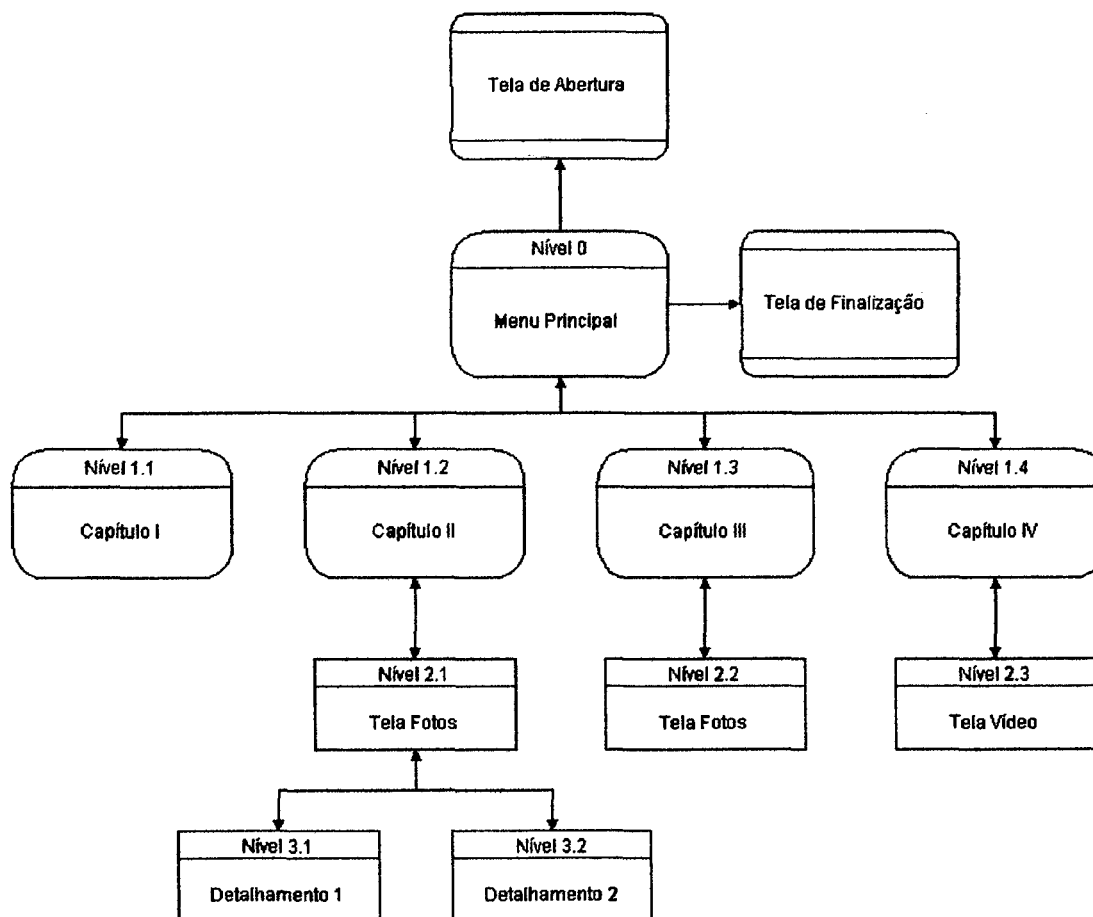 Tela de Abertura
Nível 0
Menu Principal
Tela de Finalização
Nível 1.1
Capítulo I
Nível 1.2
Capítulo II
Nível 1.3
Capítulo III
Nível 1.4
Capítulo IV
Nível 2.1
Tela Fotos
Nível 2.2
Tela Fotos
Nível 2.3
Tela Vídeo
Nível 3.1
Detalhamento 1
Nível 3.2
Detalhamento 2